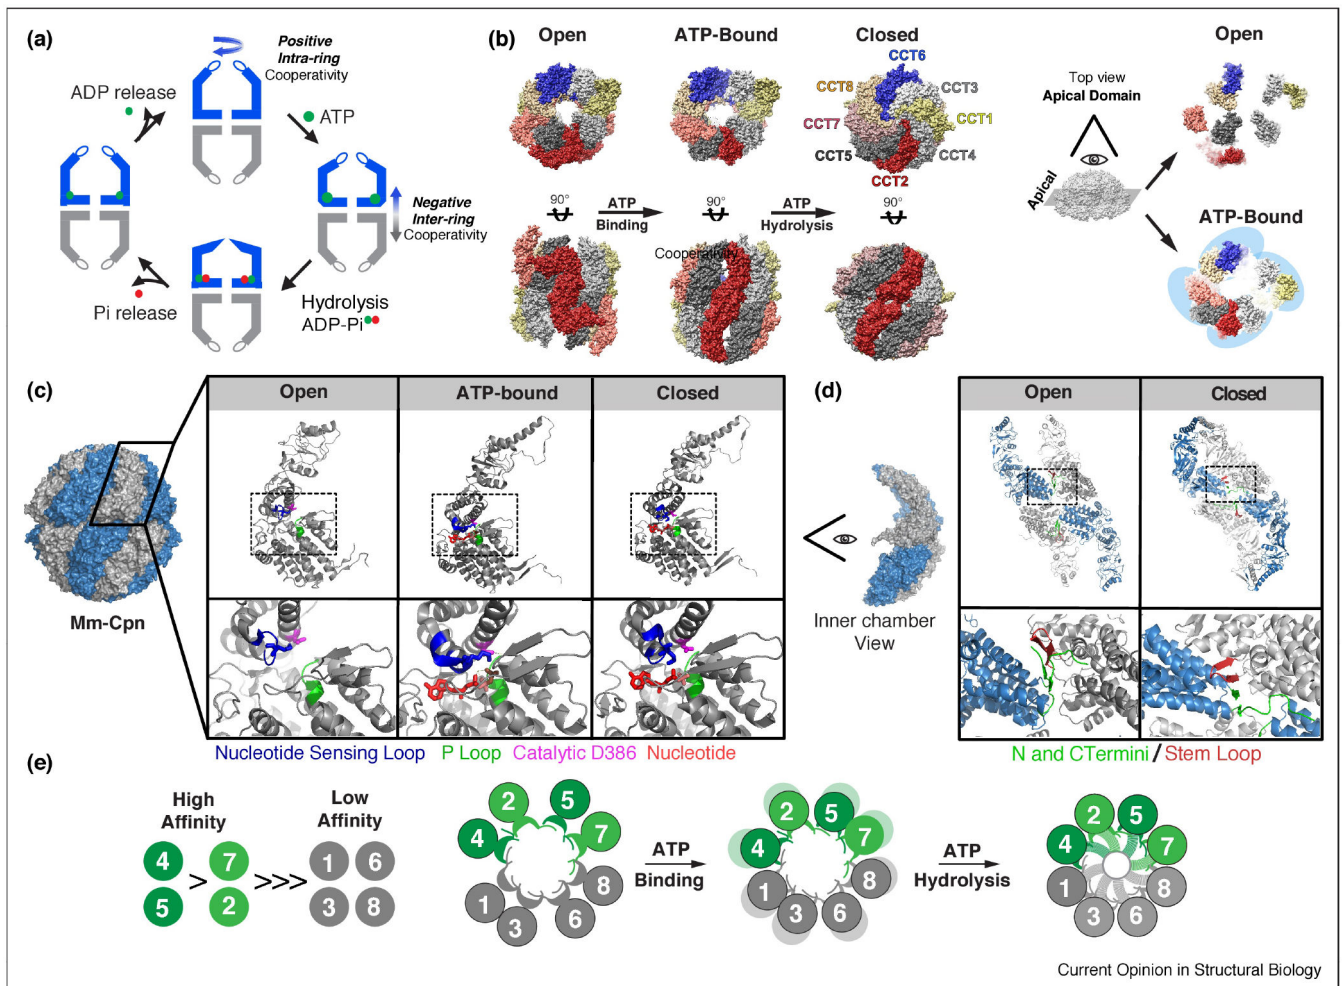 (a)
Positive
Intra-ring
Cooperativity
ADP release
ATP
Negative
Inter-ring
Cooperativity
Pi release
Hydrolysis
ADP-Pi
(b)
Open
ATP-Bound
Closed
CCT6
CCT8
CCT3
CCT7
CCT1
CCT5
CCT4
CCT2
90°
ATP
Binding
90°
ATP
Hydrolysis
90°
Cooperativity
Top view
Apical Domain
Apical
Open
ATP-Bound
(c)
Mm-Cpn
Open
ATP-bound
Closed
Nucleotide Sensing Loop P Loop Catalytic D386 Nucleotide
(d)
Inner chamber
View
Open
Closed
N and CTermini / Stem Loop
(e)
High
Affinity
Low
Affinity
4 7 1 6
> >>>
5 2 3 8
2 5
4 7
1 8
3 6
ATP
Binding
2 5
4 7
1 8
3 6
ATP
Hydrolysis
2 5
4 7
1 8
3 6
Current Opinion in Structural Biology